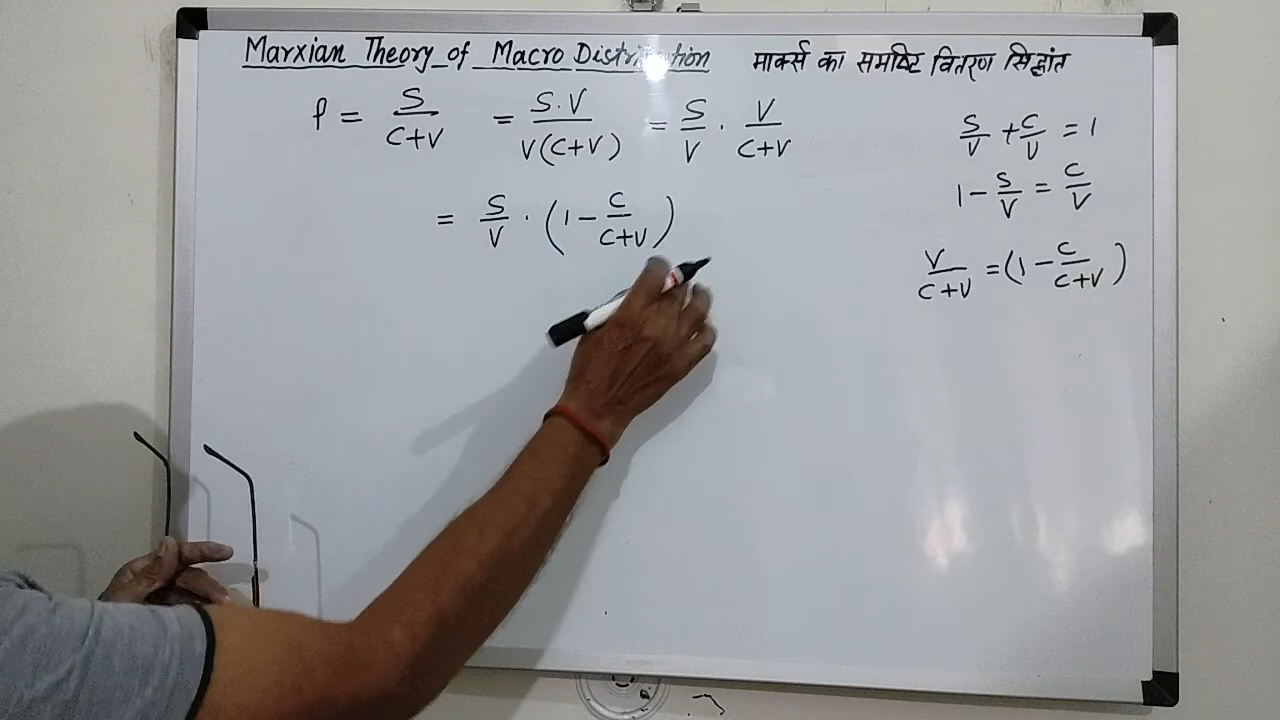 Marxian Theory of Macro Distribution मार्क्स का समष्टि वितरण सिद्धांत
P = S/(C+V) = S.V/V(C+V) = S/V . V/(C+V)
= S/V . (1 - C/(C+V))
S/V + C/V = 1
1 - S/V = C/V
V/(C+V) = (1 - C/(C+V))